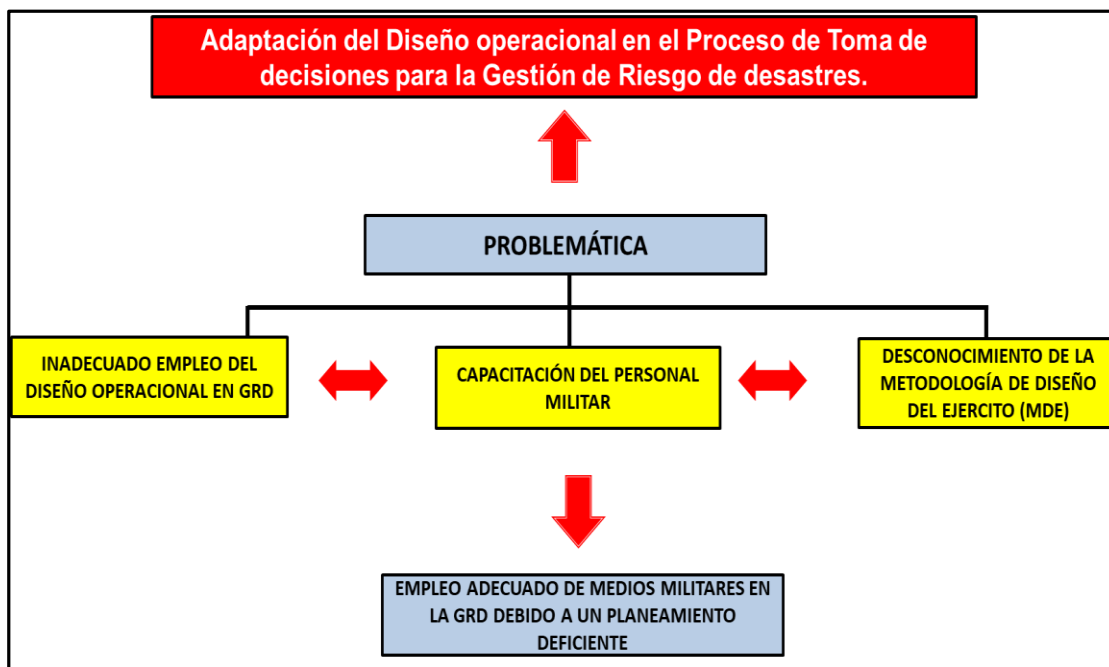 Adaptación del Diseño operacional en el Proceso de Toma de
decisiones para la Gestión de Riesgo de desastres.
PROBLEMÁTICA
INADECUADO EMPLEO DEL
DISEÑO OPERACIONAL EN GRD
CAPACITACIÓN DEL PERSONAL
MILITAR
DESCONOCIMIENTO DE LA
METODOLOGÍA DE DISEÑO
DEL EJERCITO (MDE)
EMPLEO ADECUADO DE MEDIOS MILITARES EN
LA GRD DEBIDO A UN PLANEAMIENTO
DEFICIENTE